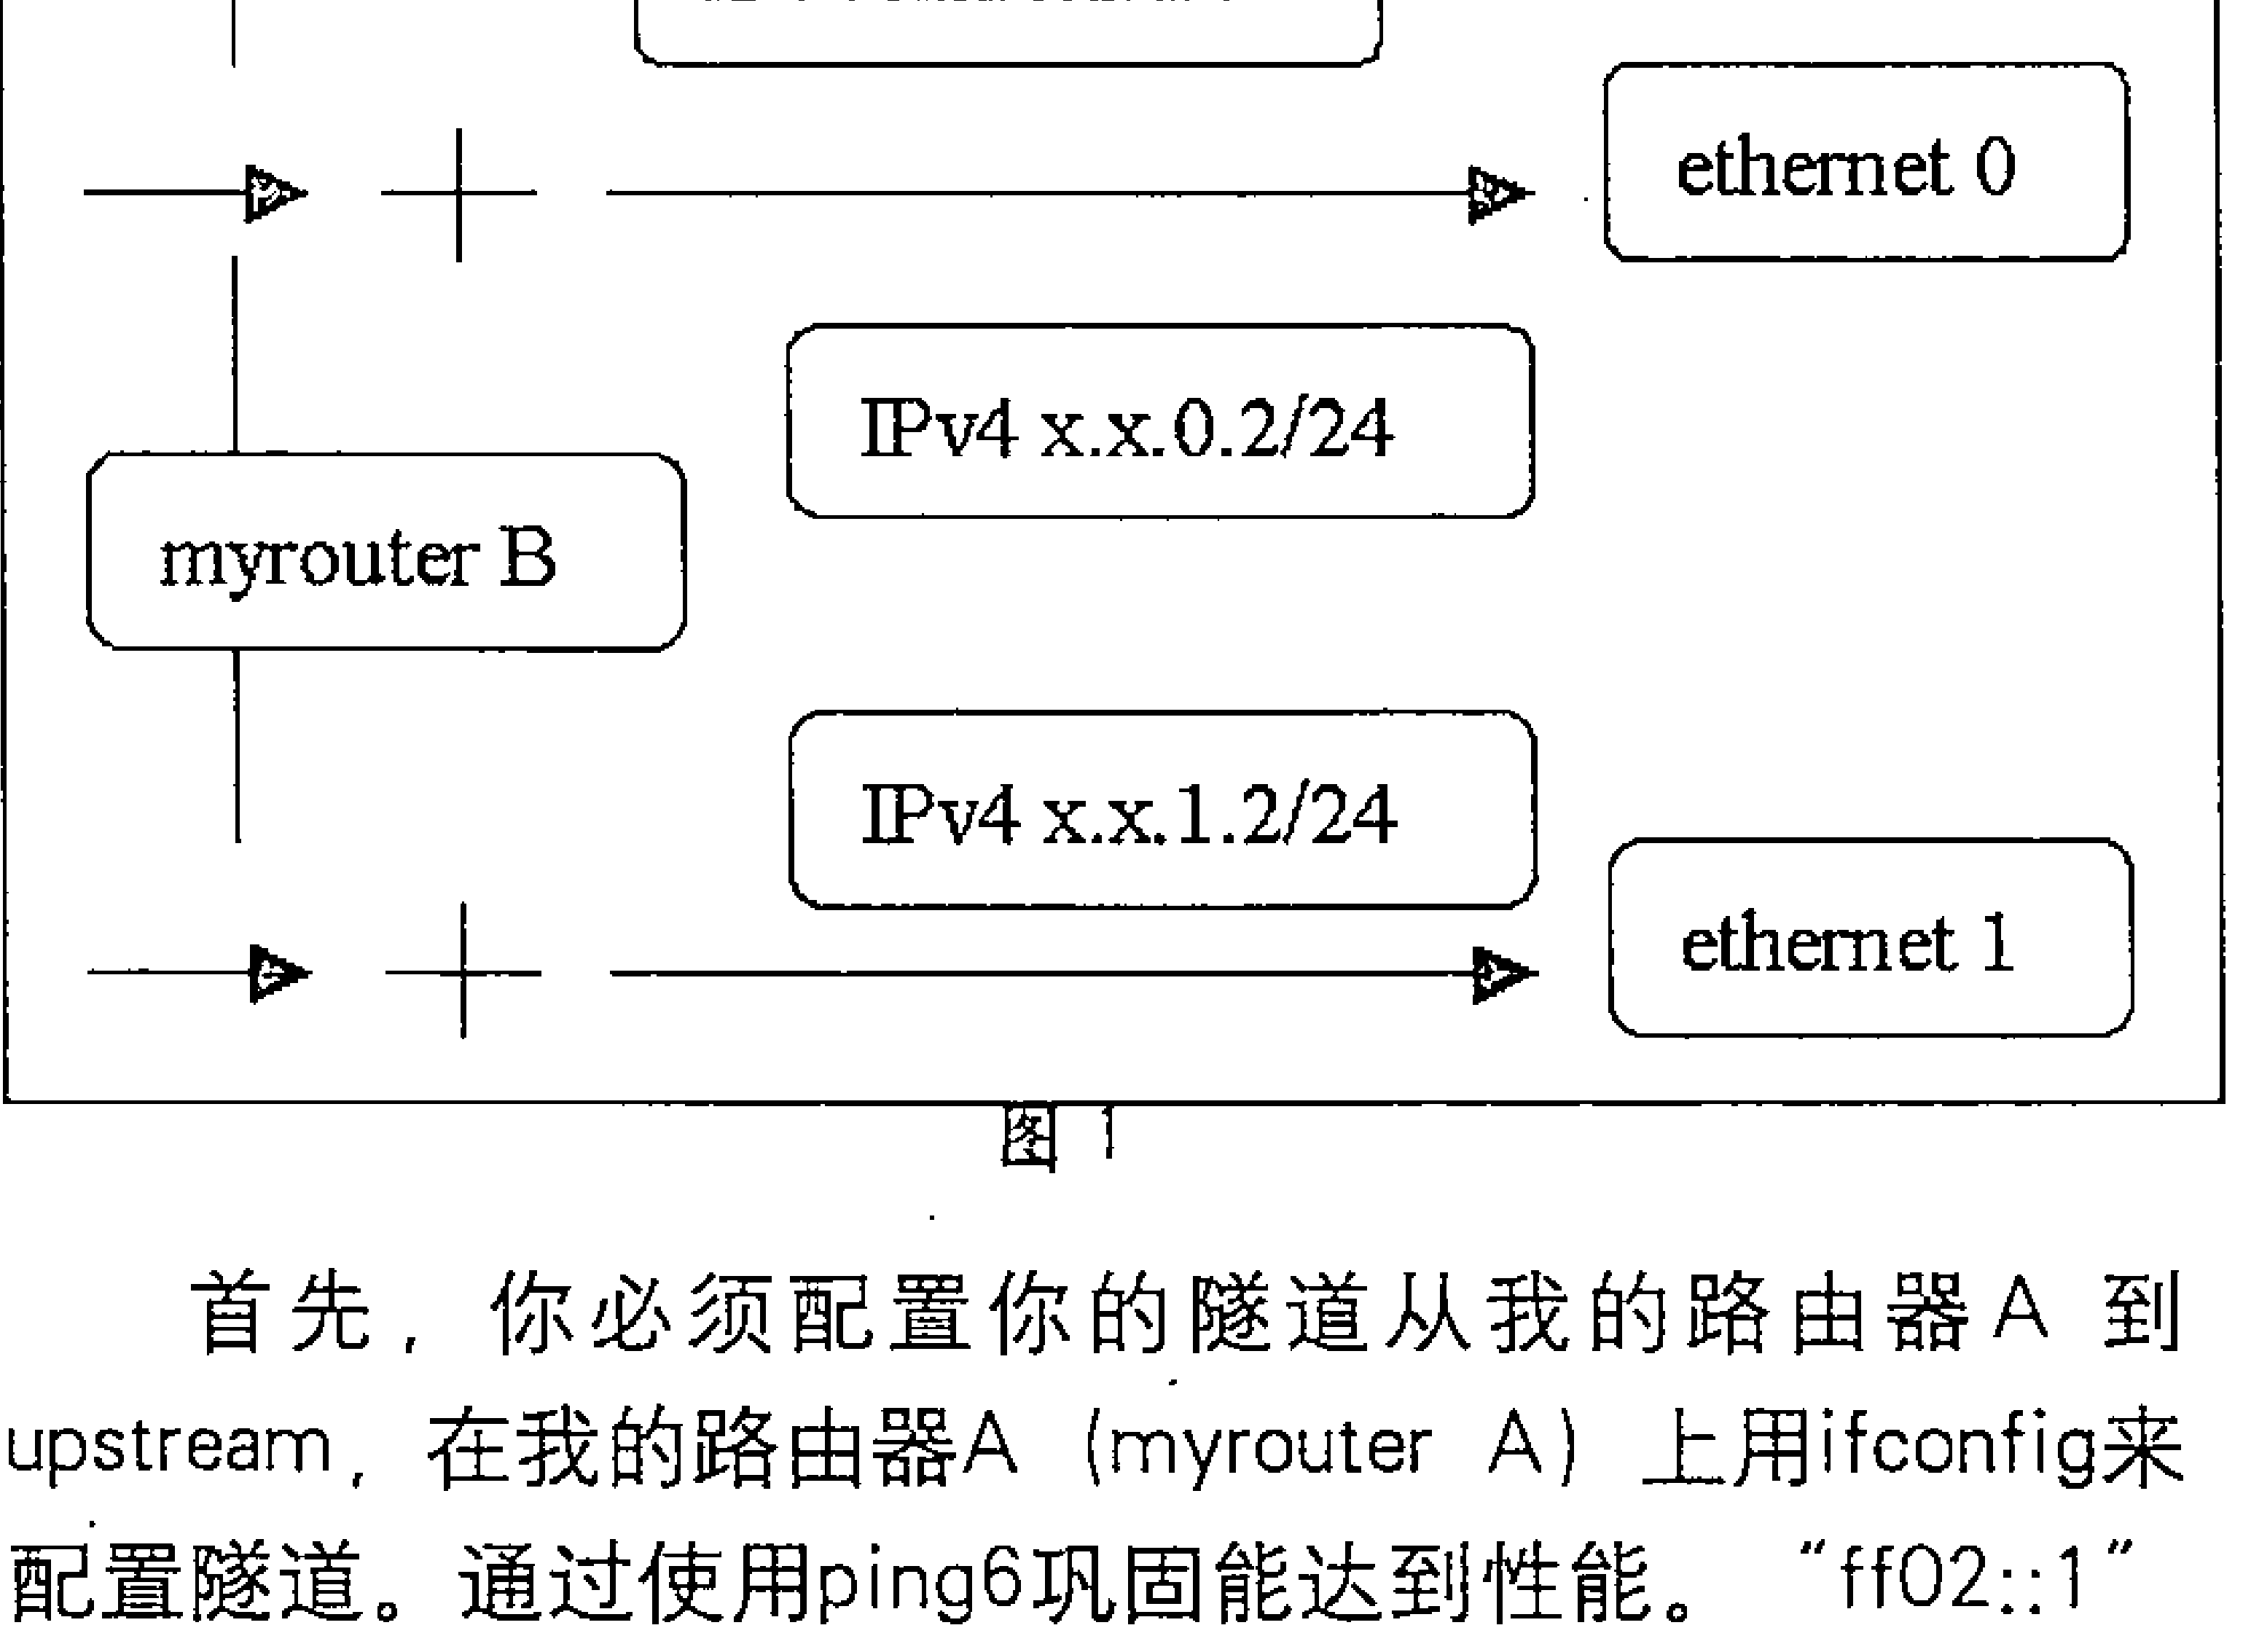 ethernet 0
IPv4 x.x.0.2/24
myrouter B
IPv4 x.x.1.2/24
ethernet 1
图 1
首先, 你必须配置你的隧道从我的路由器A 到
upstream, 在我的路由器A (myrouter A) 上用ifconfig来
配置隧道。通过使用ping6巩固能达到性能。 “ff02::1”